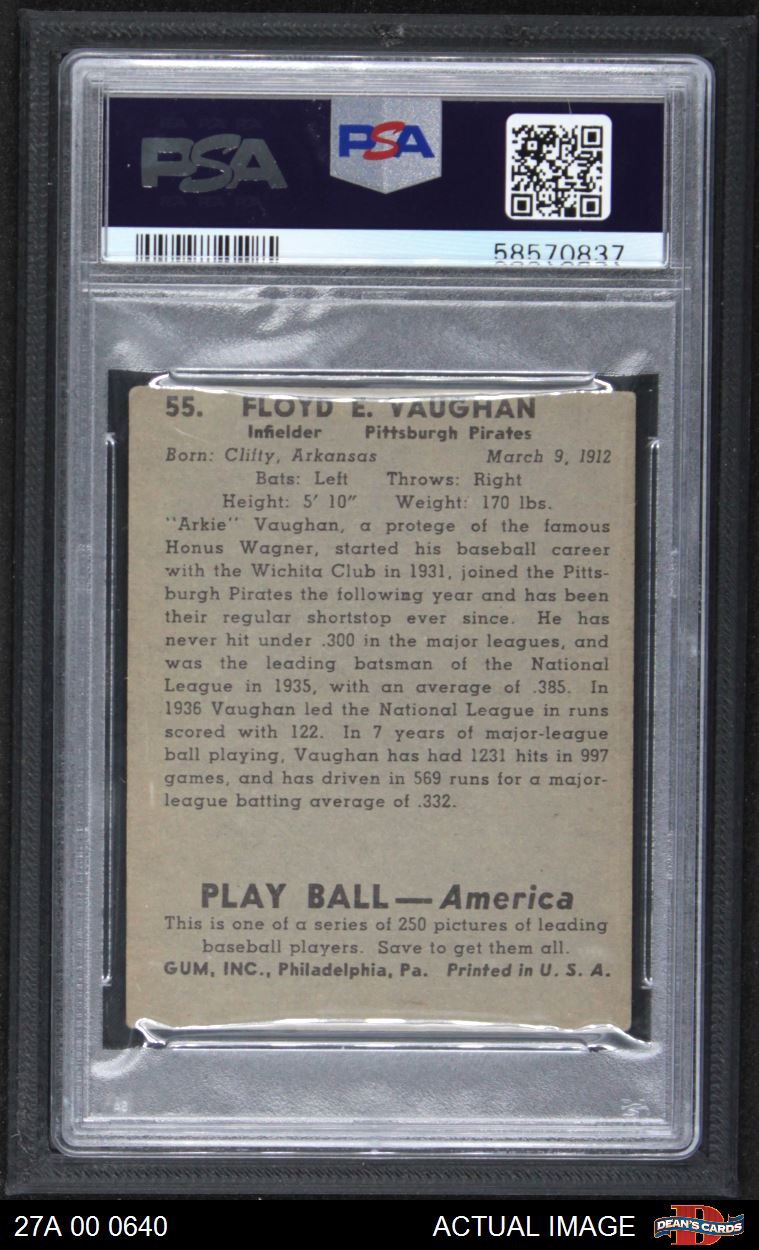 PSA PSA
58570837
55. FLOYD E. VAUGHAN
Infielder Pittsburgh Pirates
Born: Clifty, Arkansas March 9, 1912
Bats: Left Throws: Right
Height: 5' 10" Weight: 170 lbs.
"Arkie" Vaughan, a protege of the famous
Honus Wagner, started his baseball career
with the Wichita Club in 1931, joined the Pitts-
burgh Pirates the following year and has been
their regular shortstop ever since. He has
never hit under .300 in the major leagues, and
was the leading batsman of the National
League in 1935, with an average of .385. In
1936 Vaughan led the National League in runs
scored with 122. In 7 years of major-league
ball playing, Vaughan has had 1231 hits in 997
games, and has driven in 569 runs for a major-
league batting average of .332.
PLAY BALL—America
This is one of a series of 250 pictures of leading
baseball players. Save to get them all.
GUM, INC., Philadelphia, Pa. Printed in U. S. A.
27A 00 0640 ACTUAL IMAGE DEAN'S CARDS